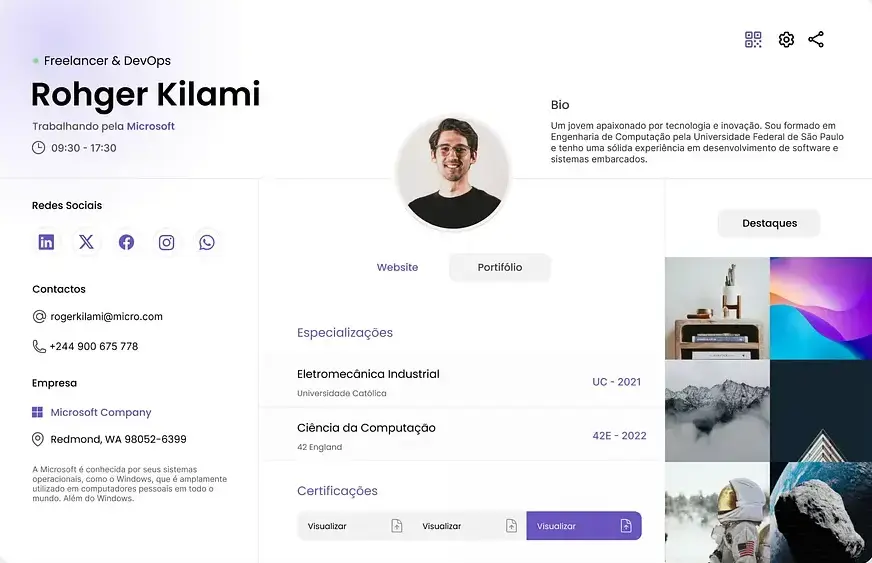 Freelancer & DevOps
Rohger Kilami
Trabalhando pela Microsoft
09:30 - 17:30
Bio
Um jovem apaixonado por tecnologia e inovação. Sou formado em
Engenharia de Computação pela Universidade Federal de São Paulo
e tenho uma sólida experiência em desenvolvimento de software e
sistemas embarcados.
Redes Sociais
Contactos
rogerkilami@micro.com
+244 900 675 778
Empresa
Microsoft Company
Redmond, WA 98052-6399
A Microsoft é conhecida por seus sistemas
operacionais, como o Windows, que é amplamente
utilizado em computadores pessoais em todo o
mundo. Além do Windows.
Website
Portifólio
Especializações
Eletromecânica Industrial
Universidade Católica
UC - 2021
Ciência da Computação
42 England
42E - 2022
Certificações
Visualizar
Visualizar
Visualizar
Destaques